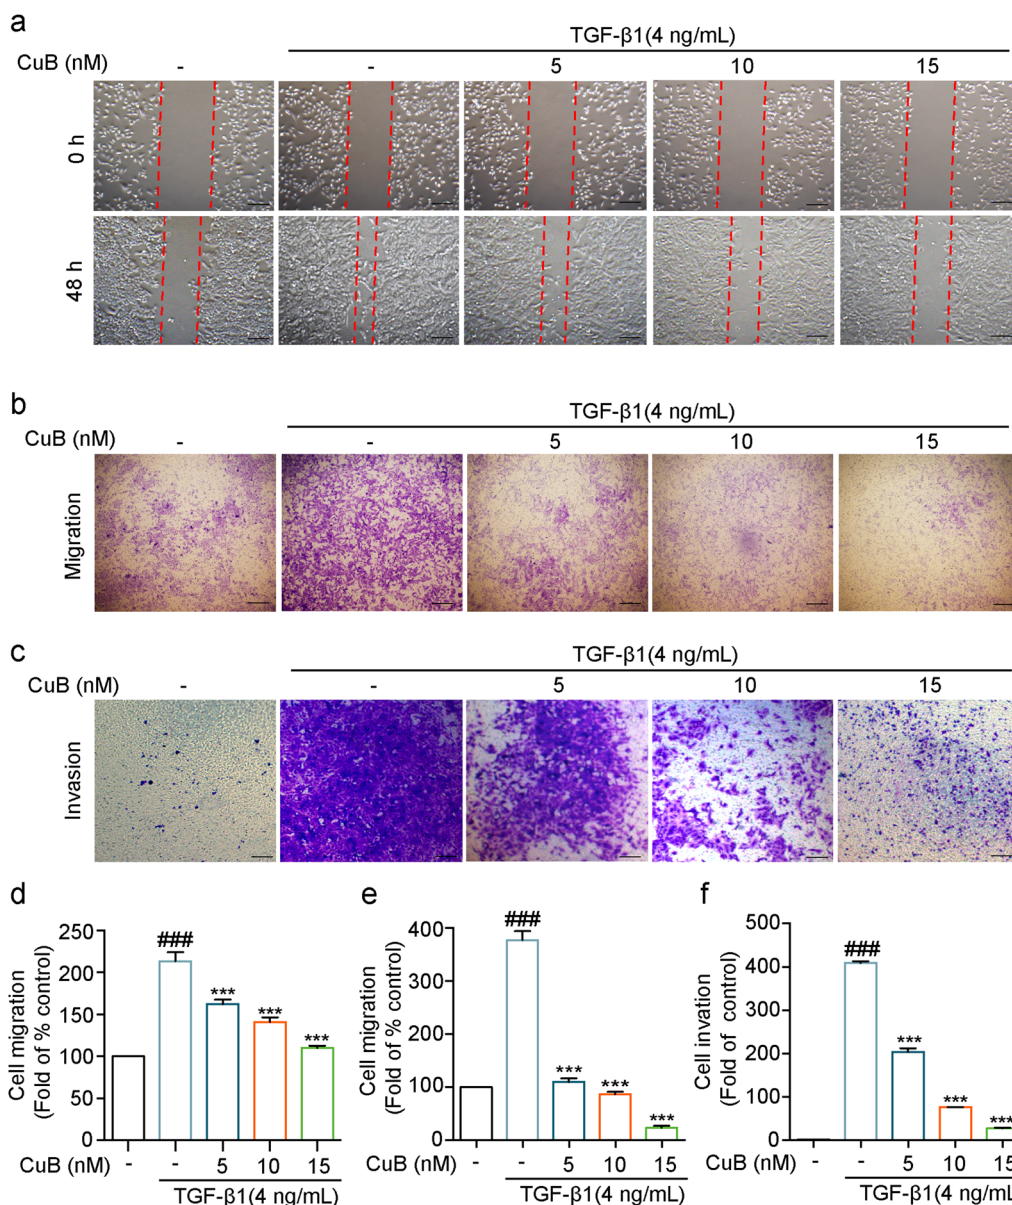 a
TGF-β1(4 ng/mL)
CuB (nM) - - 5 10 15
0 h
48 h
b
TGF-β1(4 ng/mL)
CuB (nM) - - 5 10 15
Migration
c
TGF-β1(4 ng/mL)
CuB (nM) - - 5 10 15
Invasion
d
Cell migration
(Fold of % control)
250
200
150
100
50
0
###
***
***
***
CuB (nM) - - 5 10 15
TGF-β1(4 ng/mL)
e
Cell migration
(Fold of % control)
400
300
200
100
0
###
***
***
***
CuB (nM) - - 5 10 15
TGF-β1(4 ng/mL)
f
Cell invation
(Fold of control)
500
400
300
200
100
0
###
***
***
***
CuB (nM) - - 5 10 15
TGF-β1(4 ng/mL)